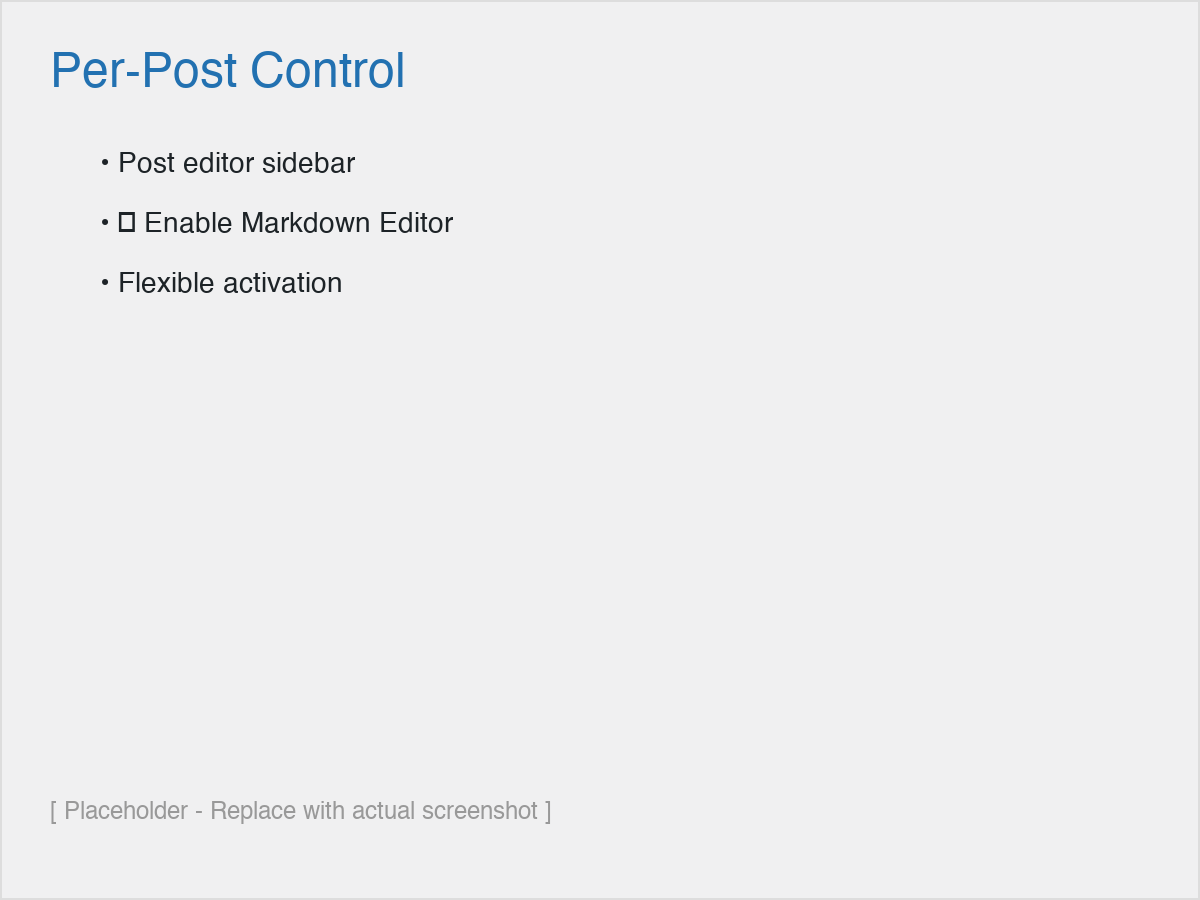 Per-Post Control
• Post editor sidebar
• □ Enable Markdown Editor
• Flexible activation
[ Placeholder - Replace with actual screenshot ]